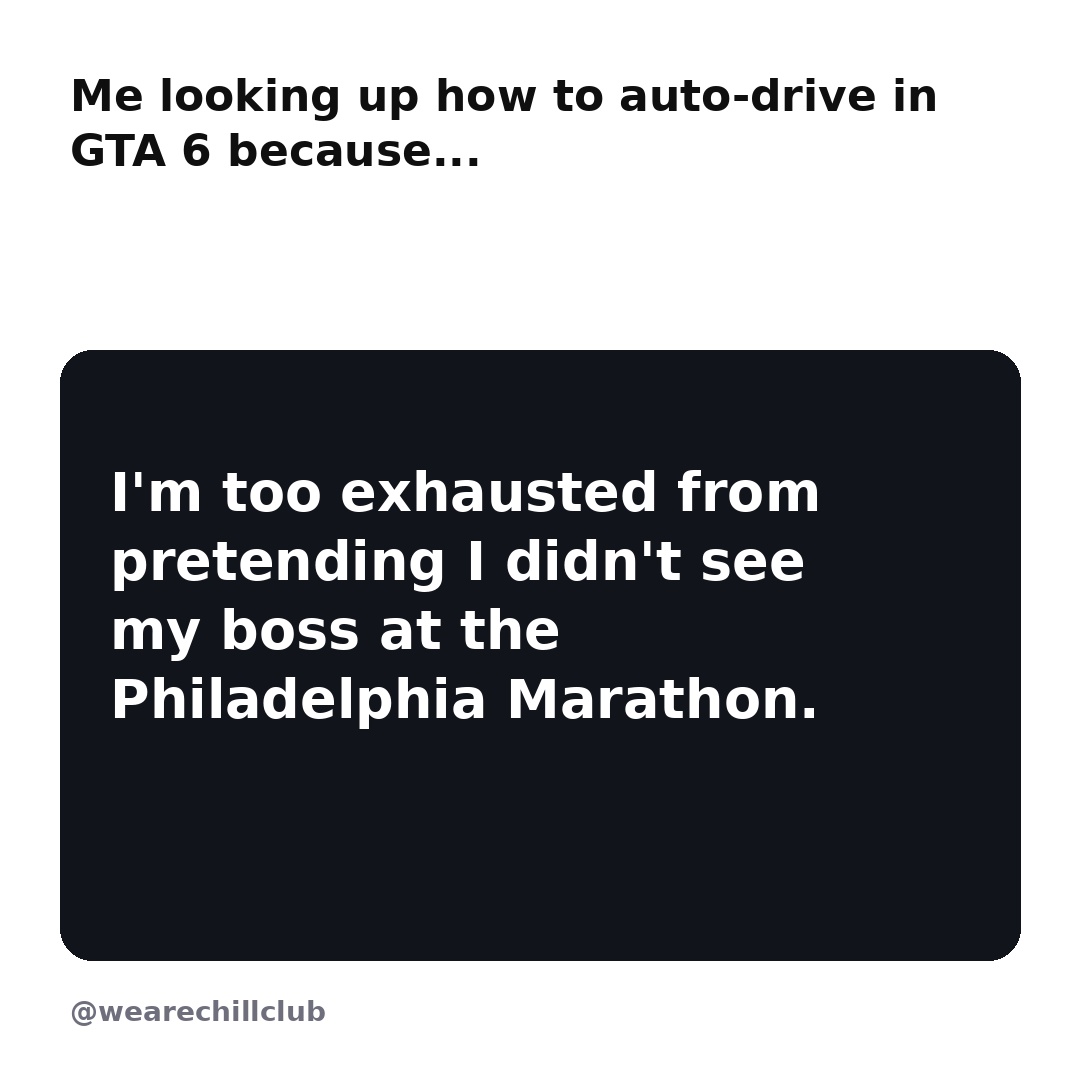 Me looking up how to auto-drive in
GTA 6 because...
I'm too exhausted from
pretending I didn't see
my boss at the
Philadelphia Marathon.
@wearechillclub